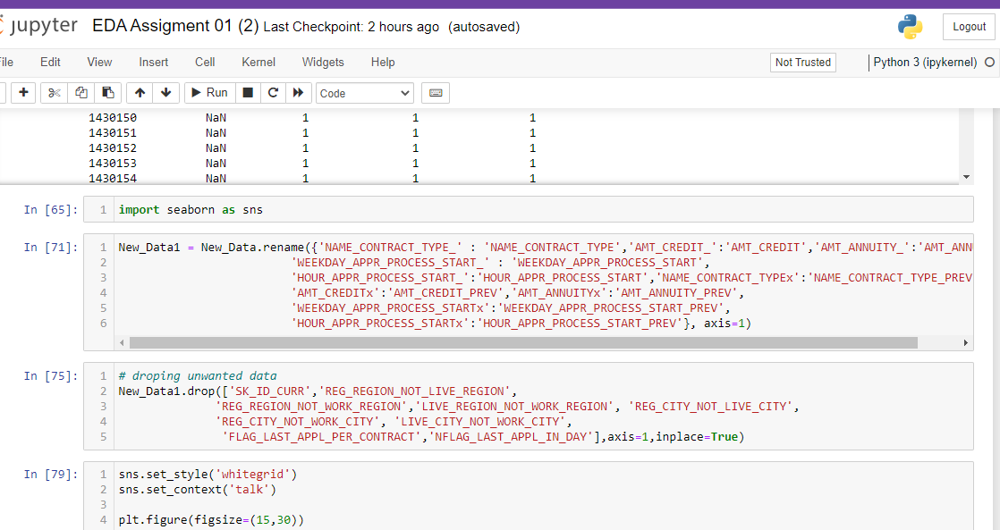 jupyter EDA Assigment 01 (2) Last Checkpoint: 2 hours ago (autosaved)
Logout
ile Edit View Insert Cell Kernel Widgets Help
Not Trusted
Python 3 (ipykernel)
Run
Code
1430150 NaN 1 1 1
1430151 NaN 1 1 1
1430152 NaN 1 1 1
1430153 NaN 1 1 1
1430154 NaN 1 1 1
In [65]:
1 import seaborn as sns
In [71]:
1 New_Data1 = New_Data.rename({'NAME_CONTRACT_TYPE_' : 'NAME_CONTRACT_TYPE','AMT_CREDIT_':'AMT_CREDIT','AMT_ANNUITY_':'AMT_ANN
2 'WEEKDAY_APPR_PROCESS_START_' : 'WEEKDAY_APPR_PROCESS_START',
3 'HOUR_APPR_PROCESS_START_':'HOUR_APPR_PROCESS_START','NAME_CONTRACT_TYPEx':'NAME_CONTRACT_TYPE_PREV
4 'AMT_CREDITx':'AMT_CREDIT_PREV','AMT_ANNUITYx':'AMT_ANNUITY_PREV',
5 'WEEKDAY_APPR_PROCESS_STARTx':'WEEKDAY_APPR_PROCESS_START_PREV',
6 'HOUR_APPR_PROCESS_STARTx':'HOUR_APPR_PROCESS_START_PREV'}, axis=1)
In [75]:
1 # droping unwanted data
2 New_Data1.drop(['SK_ID_CURR','REG_REGION_NOT_LIVE_REGION',
3 'REG_REGION_NOT_WORK_REGION','LIVE_REGION_NOT_WORK_REGION', 'REG_CITY_NOT_LIVE_CITY',
4 'REG_CITY_NOT_WORK_CITY', 'LIVE_CITY_NOT_WORK_CITY',
5 'FLAG_LAST_APPL_PER_CONTRACT','NFLAG_LAST_APPL_IN_DAY'],axis=1,inplace=True)
In [79]:
1 sns.set_style('whitegrid')
2 sns.set_context('talk')
3
4 plt.figure(figsize=(15,30))